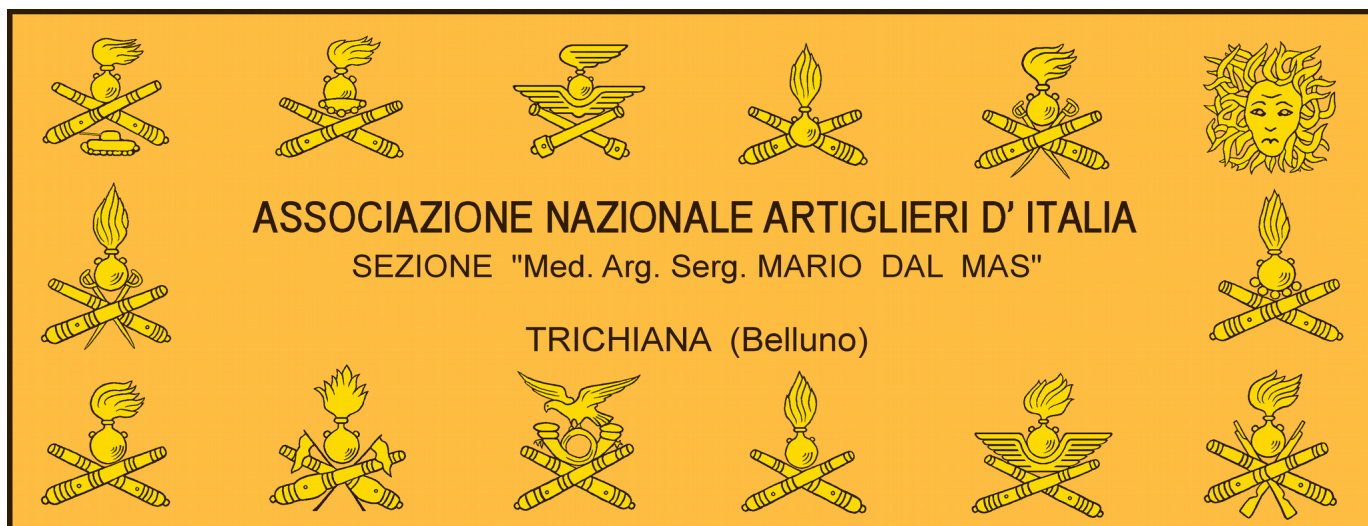 ASSOCIAZIONE NAZIONALE ARTIGLIERI D' ITALIA
SEZIONE "Med. Arg. Serg. MARIO DAL MAS"
TRICHIANA (Belluno)